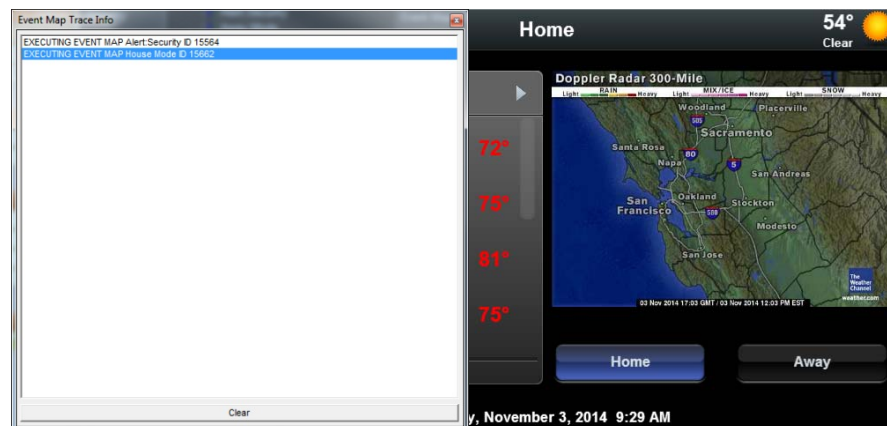 Event Map Trace Info
EXECUTING EVENT MAP Alert:Security ID 15564
EXECUTING EVENT MAP House Mode ID 15662
Clear
Home
54°
Clear
72°
75°
81°
75°
Doppler Radar 300-Mile
RAIN
Light Heavy
MIX/ICE
Light Heavy
SNOW
Light Heavy
Woodland
Placerville
505
Sacramento
Santa Rosa
80
Napa
5
San Andreas
Oakland
San Francisco
Stockton
580
Modesto
San Jose
The Weather Channel
weather.com
03 Nov 2014 17:03 GMT / 03 Nov 2014 12:03 PM EST
Home
Away
y, November 3, 2014 9:29 AM